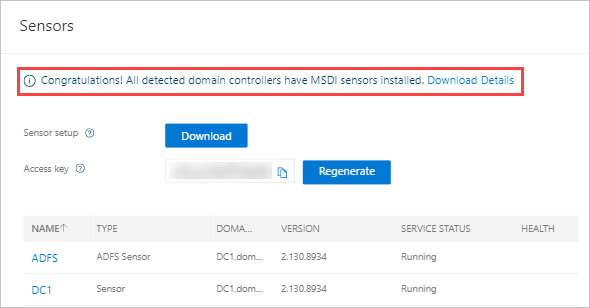 Sensors
Congratulations! All detected domain controllers have MSDI sensors installed. Download Details
Sensor setup Download
Access key Regenerate
NAME TYPE DOMA... VERSION SERVICE STATUS HEALTH
ADFS ADFS Sensor DC1.dom... 2.130.8934 Running
DC1 Sensor DC1.dom... 2.130.8934 Running